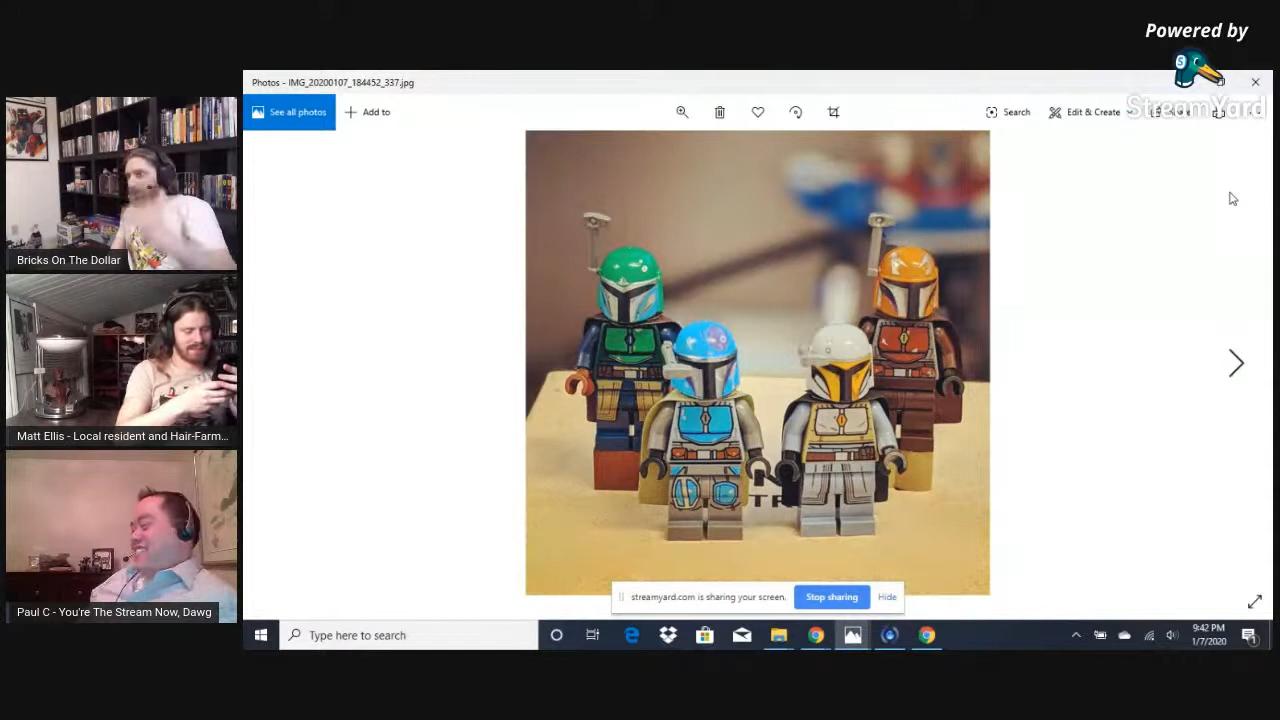 Powered by
StreamYard
Photos - IMG_20200107_184452_337.jpg
See all photos
Add to
Search
Edit & Create
Bricks On The Dollar
Matt Ellis - Local resident and Hair-Farm...
Paul C - You're The Stream Now, Dawg
TR
streamyard.com is sharing your screen.
Stop sharing
Hide
Type here to search
9:42 PM
1/7/2020
1